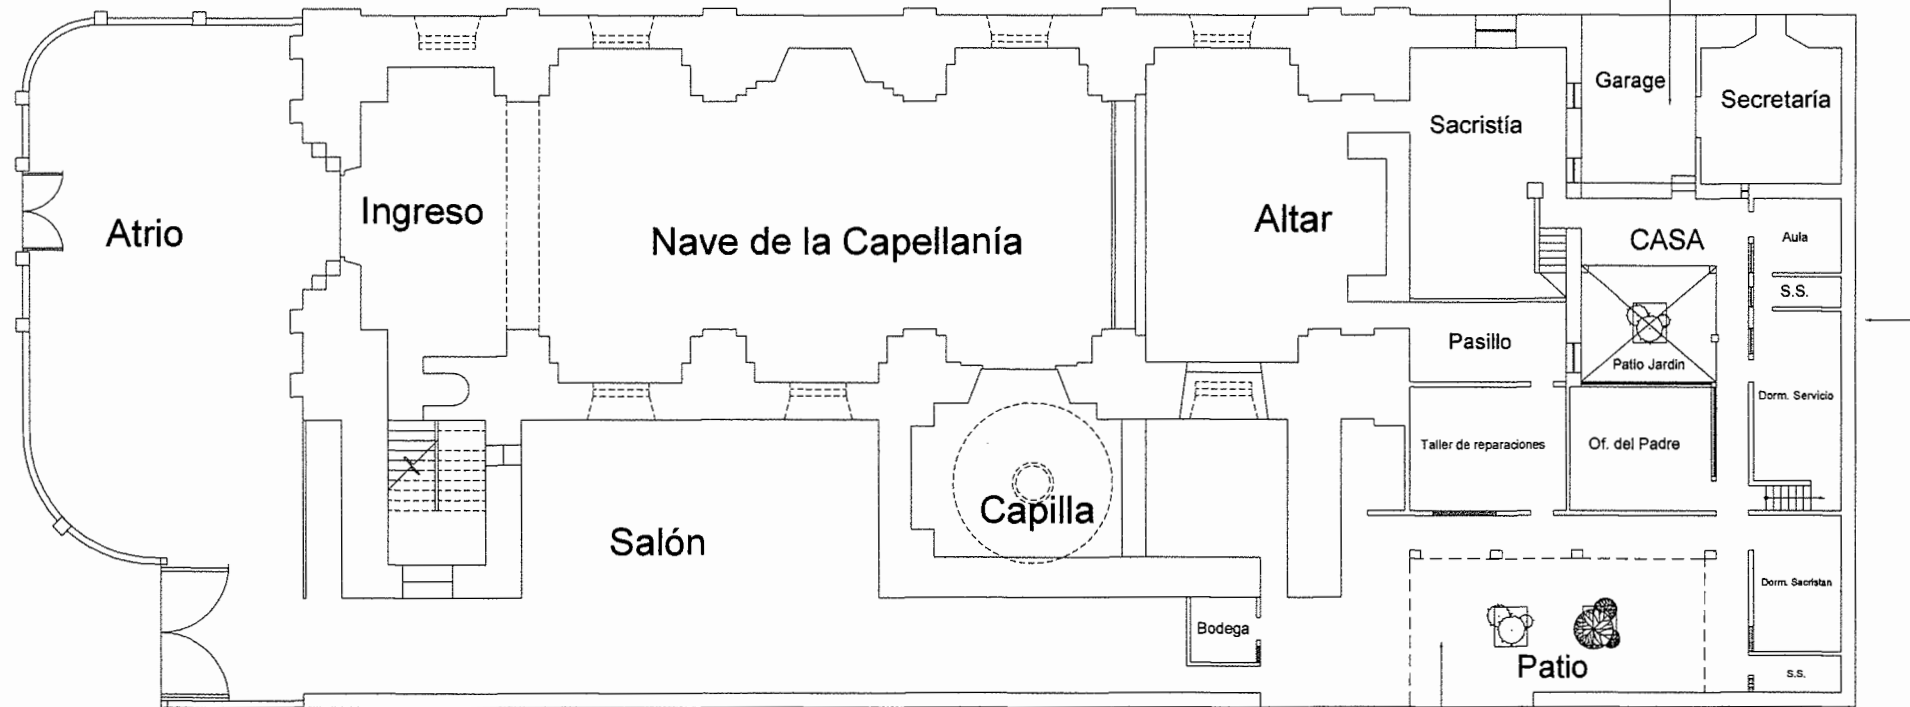 Garage
Secretaría
Sacristía
Ingreso
Atrio
Nave de la Capellanía
Altar
CASA
Aula
S.S.
Pasillo
Patio Jardin
Dorm. Servicio
Taller de reparaciones
Of. del Padre
Capilla
Salón
Dorm. Sacristan
Bodega
Patio
S.S.